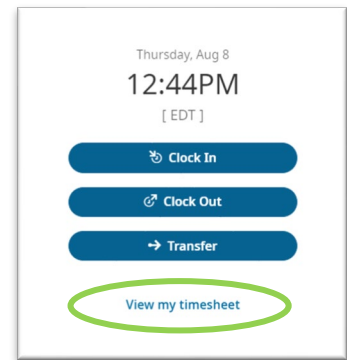 Thursday, Aug 8
12:44PM
[ EDT ]
Clock In
Clock Out
Transfer
View my timesheet